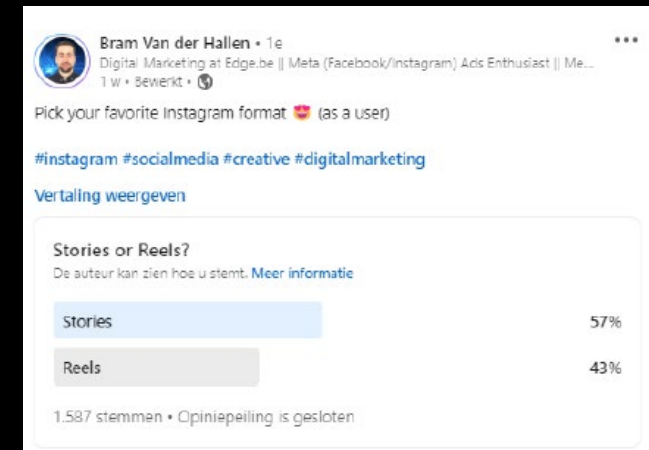 Bram Van der Hallen • 1e
Digital Marketing at Edge.be || Meta (Facebook/Instagram) Ads Enthusiast || Me...
1 w • Bewerkt •
Pick your favorite Instagram format 😍 (as a user)
#instagram #socialmedia #creative #digitalmarketing
Vertaling weergeven
Stories or Reels?
De auteur kan zien hoe u stemt. Meer informatie
Stories 57%
Reels 43%
1.587 stemmen • Opiniepeiling is gesloten